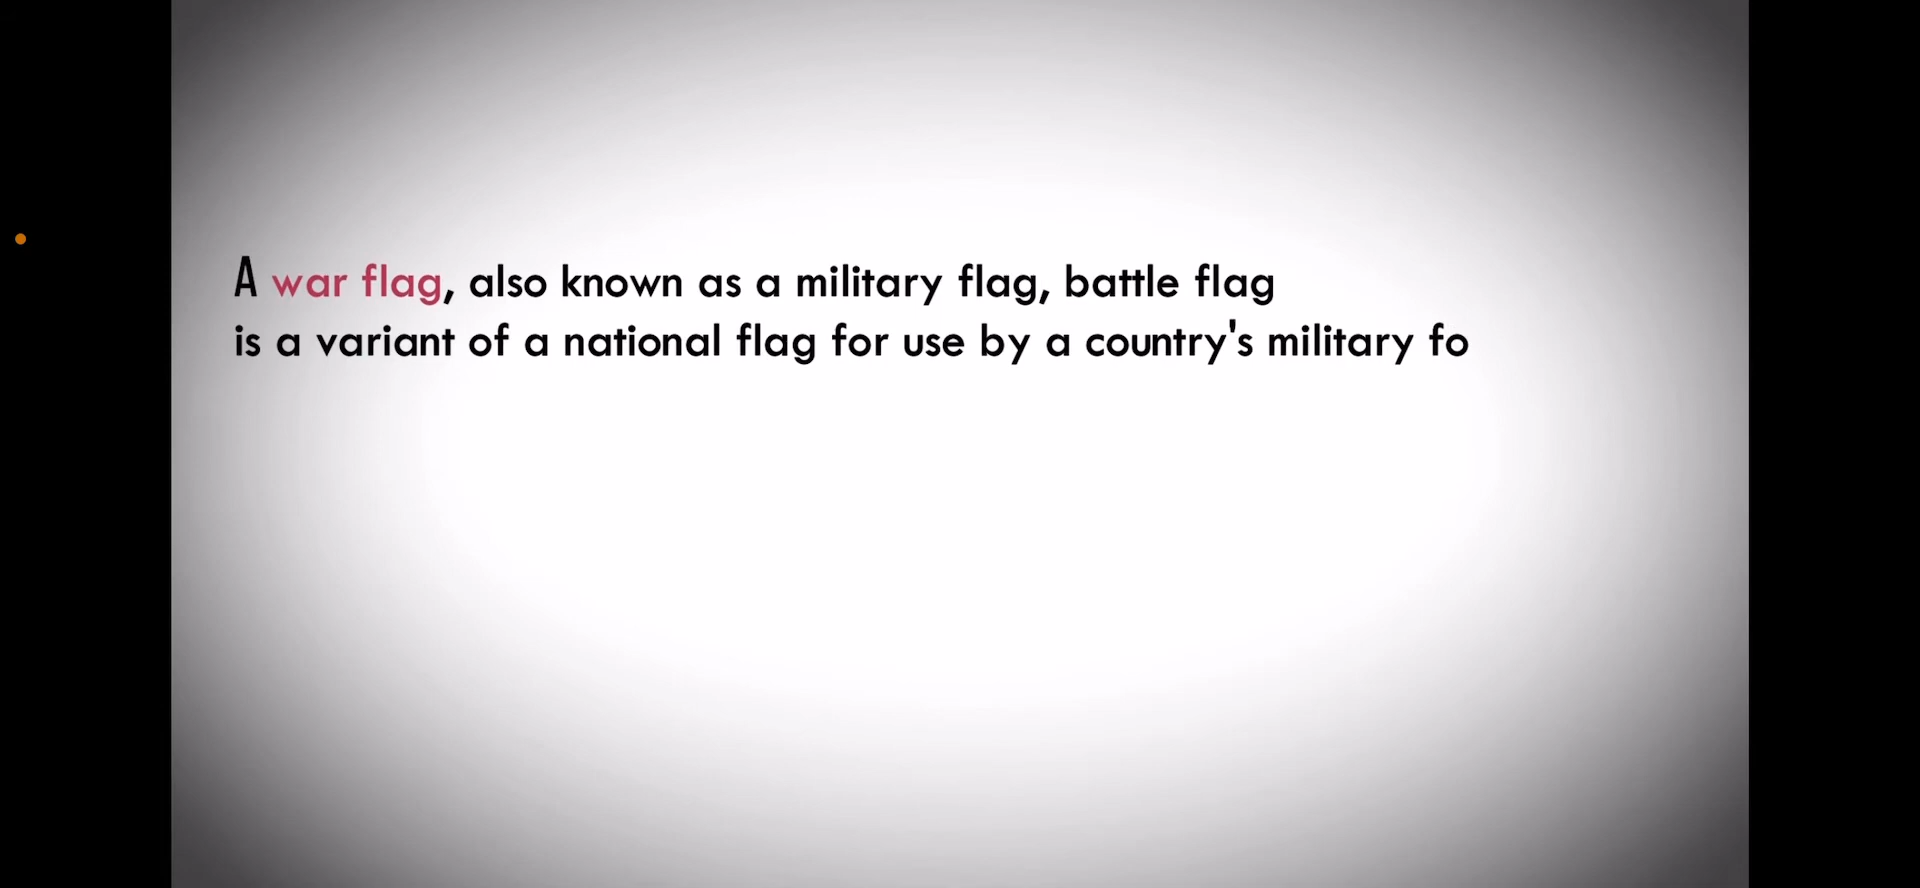 A war flag, also known as a military flag, battle flag
is a variant of a national flag for use by a country's military fo